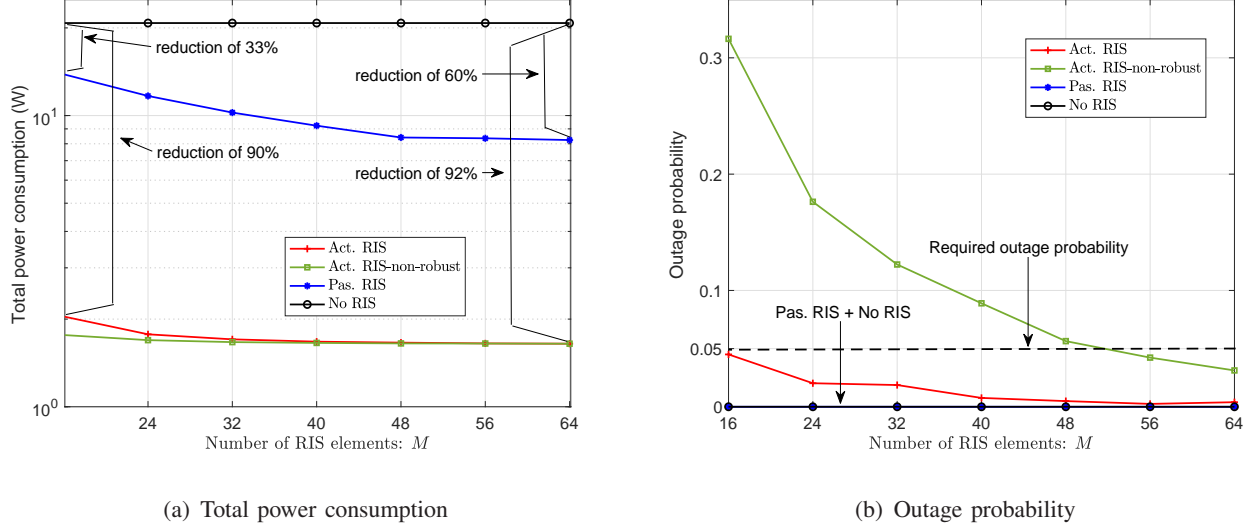 reduction of 33%
reduction of 60%
reduction of 90%
reduction of 92%
Total power consumption (W)
10^1
10^0
Act. RIS
Act. RIS-non-robust
Pas. RIS
No RIS
24 32 40 48 56 64
Number of RIS elements: M
(a) Total power consumption
Outage probability
0.3
0.2
0.1
0.05
0
Act. RIS
Act. RIS-non-robust
Pas. RIS
No RIS
Required outage probability
Pas. RIS + No RIS
16 24 32 40 48 56 64
Number of RIS elements: M
(b) Outage probability